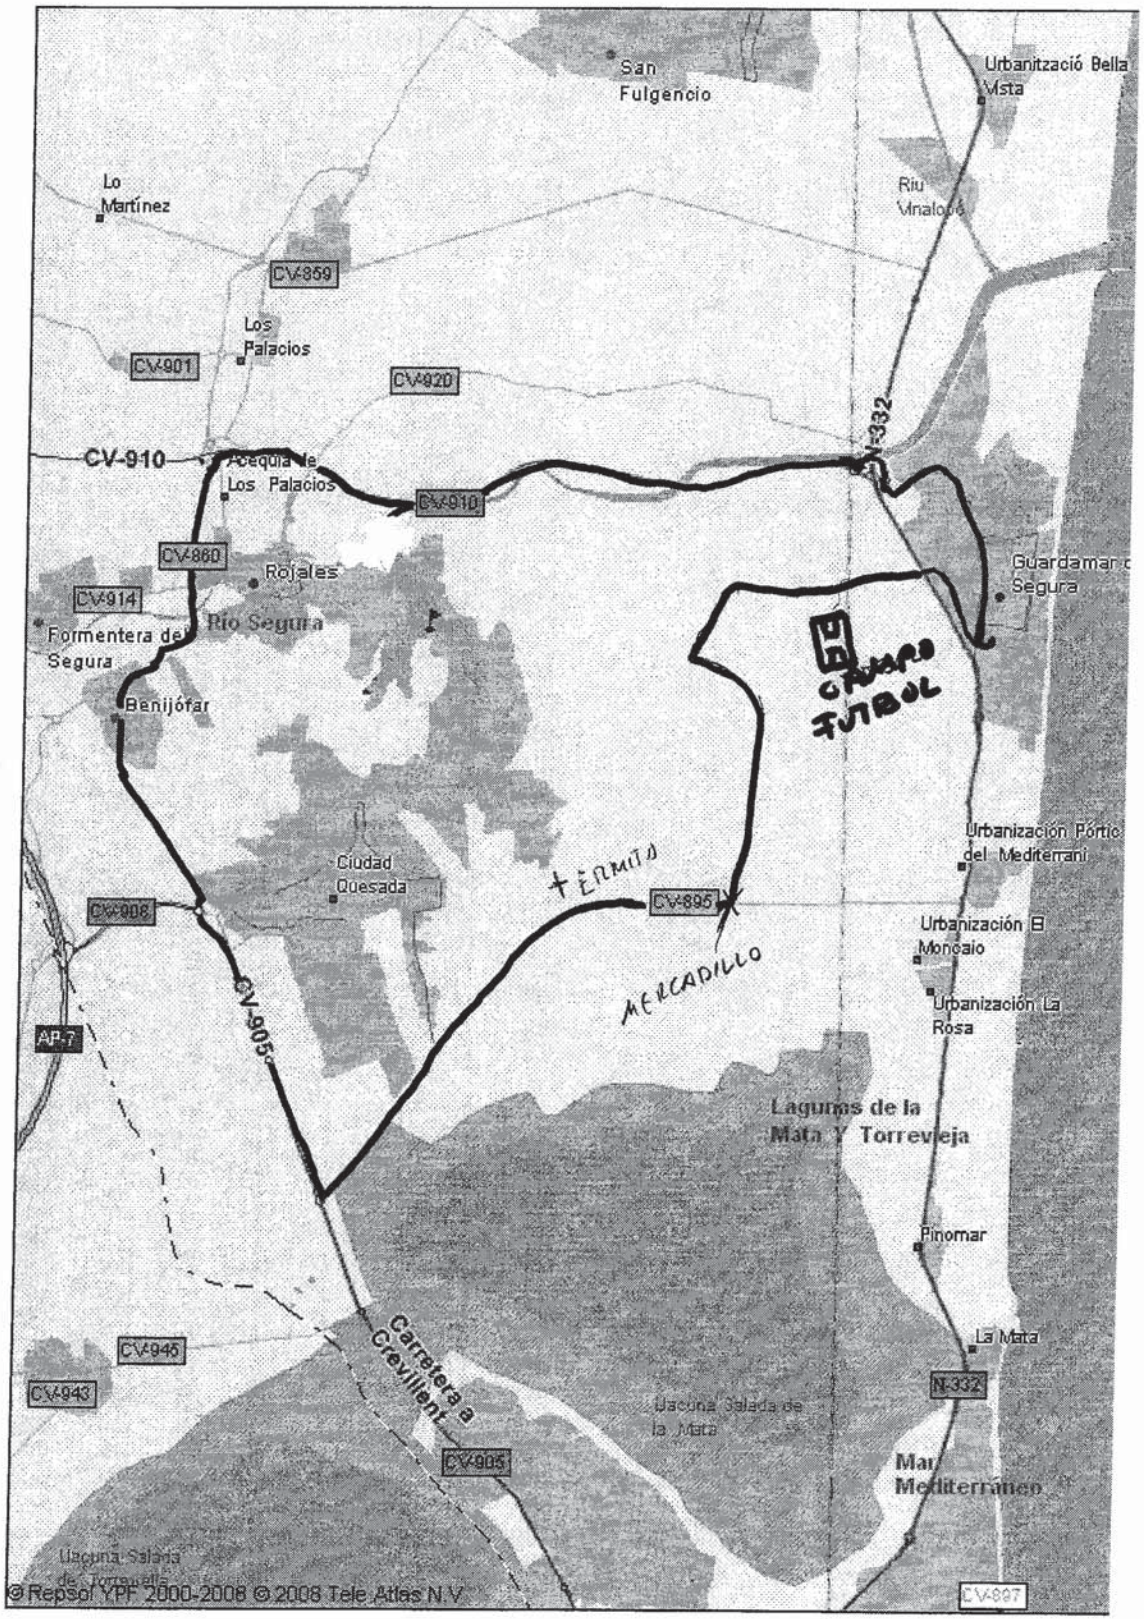 San
Fulgencio
Urbanització Bella
Vista
Lo
Martínez
Riu
Vinalopó
CV-859
Los
Palacios
CV-901
CV-920
N-332
CV-910
Acequia de
Los Palacios
CV-910
CV-860
Rojales
Guardamar d
Segura
CV-914
Río Segura
Formentera del
Segura
CAMPO
FUTBOL
Benijófar
Urbanización Pórtic
del Mediterrani
Ciudad
Quesada
+ ERMITA
CV-895
CV-908
Urbanización El
Moncaio
MERCADILLO
CV-905
Urbanización La
Rosa
AP-7
Lagunas de la
Mata Y Torrevieja
Pinomar
Carretera a
Crevillent
La Mata
CV-945
N-332
CV-943
Llacuna Salada de
la Mata
CV-905
Mar
Mediterráneo
Llacuna Salada
de Torrevella
© Repsol YPF 2000-2008 © 2008 Tele Atlas N.V
CV-897